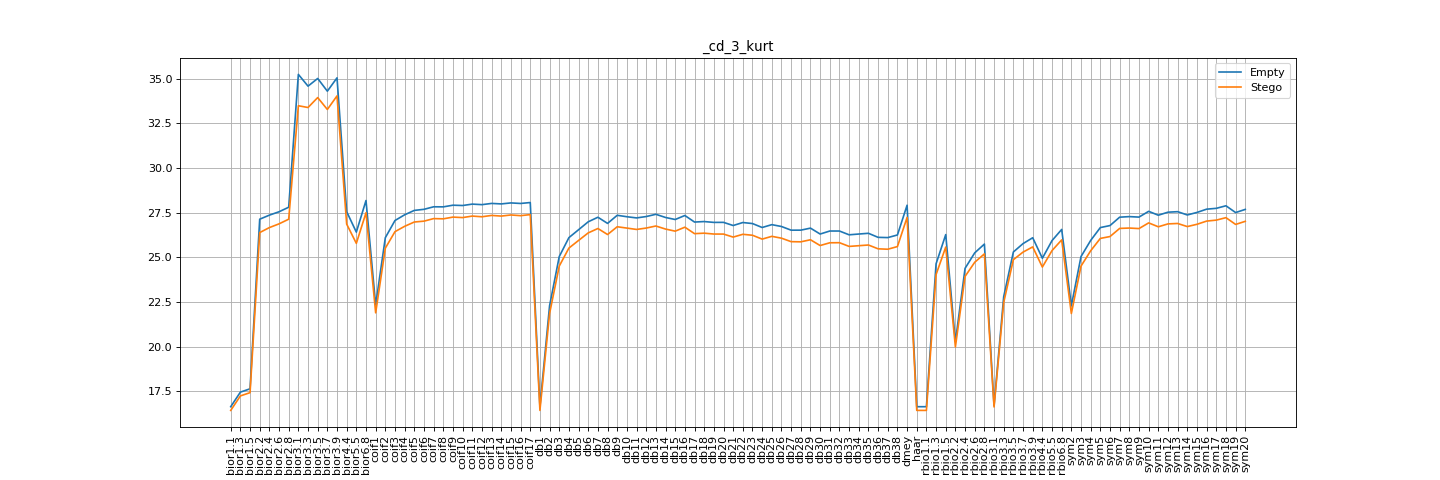 _cd_3_kurt
Empty
Stego
35.0
32.5
30.0
27.5
25.0
22.5
20.0
17.5
bior1.1
bior1.3
bior1.5
bior2.2
bior2.4
bior2.6
bior2.8
bior3.1
bior3.3
bior3.5
bior3.7
bior3.9
bior4.4
bior5.5
bior6.8
coif1
coif2
coif3
coif4
coif5
coif6
coif7
coif8
coif9
coif10
coif11
coif12
coif13
coif14
coif15
coif16
coif17
db1
db2
db3
db4
db5
db6
db7
db8
db9
db10
db11
db12
db13
db14
db15
db16
db17
db18
db19
db20
db21
db22
db23
db24
db25
db26
db27
db28
db29
db30
db31
db32
db33
db34
db35
db36
db37
db38
dmey
haar
rbio1.1
rbio1.3
rbio1.5
rbio2.2
rbio2.4
rbio2.6
rbio2.8
rbio3.1
rbio3.3
rbio3.5
rbio3.7
rbio3.9
rbio4.4
rbio5.5
rbio6.8
sym2
sym3
sym4
sym5
sym6
sym7
sym8
sym9
sym10
sym11
sym12
sym13
sym14
sym15
sym16
sym17
sym18
sym19
sym20